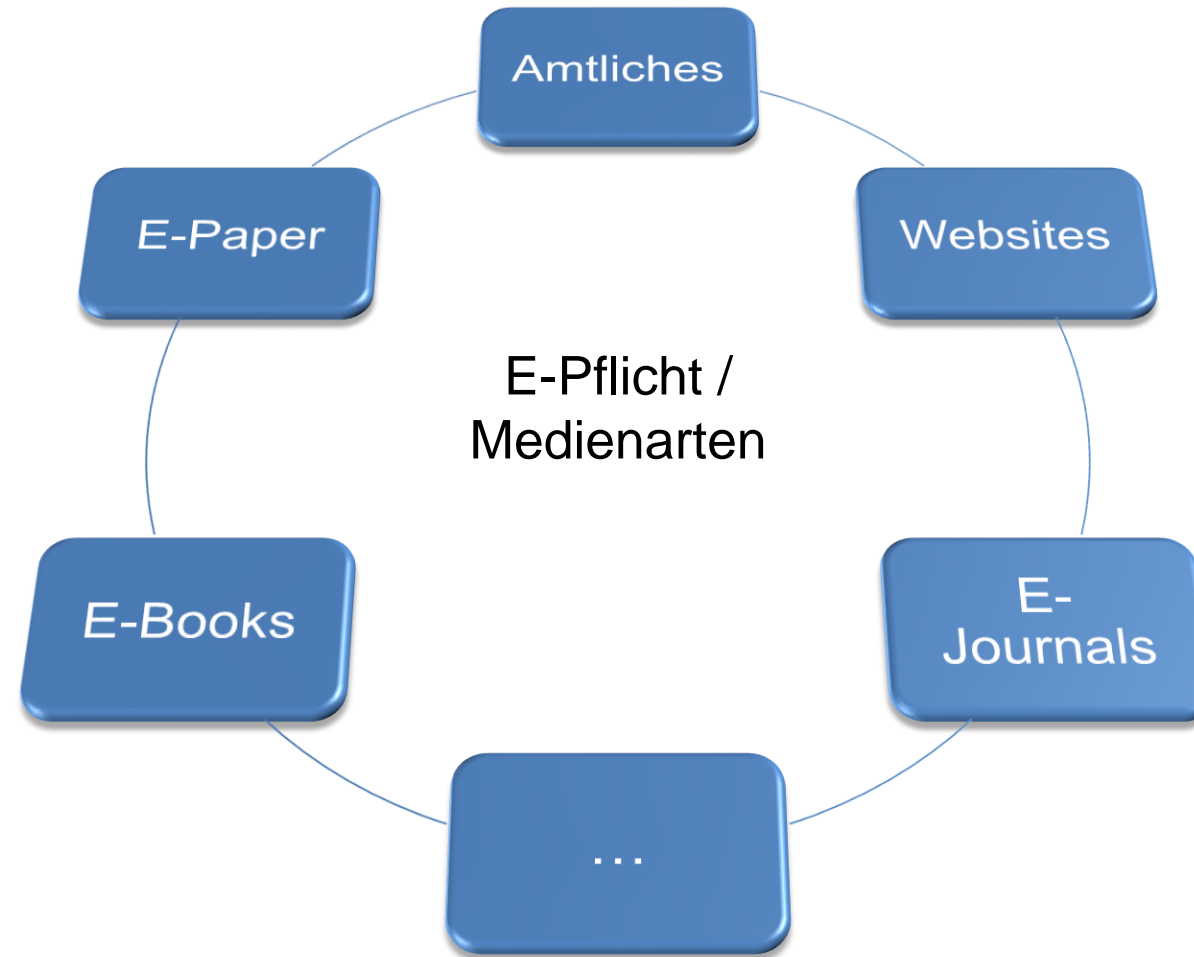 Amtliches
E-Paper
Websites
E-Pflicht /
Medienarten
E-Books
E-
Journals
...